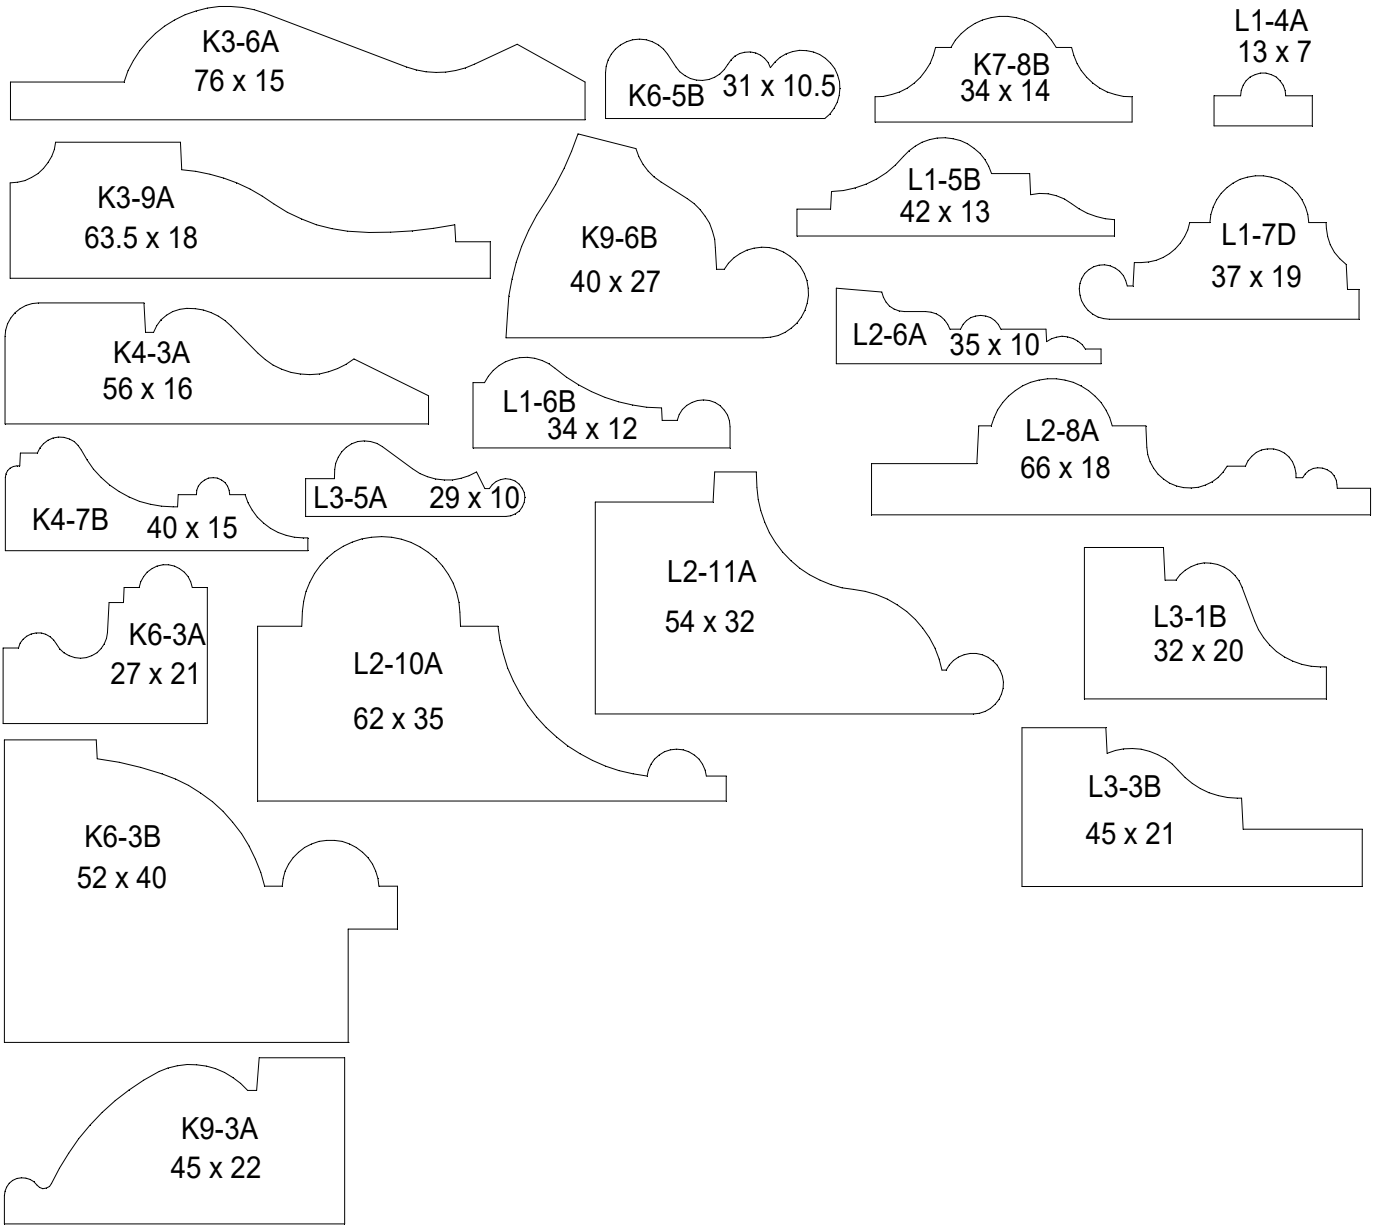 K3-6A
76 x 15
K6-5B
31 x 10.5
K7-8B
34 x 14
L1-4A
13 x 7
K3-9A
63.5 x 18
K9-6B
40 x 27
L1-5B
42 x 13
L1-7D
37 x 19
K4-3A
56 x 16
L1-6B
34 x 12
L2-6A
35 x 10
L2-8A
66 x 18
K4-7B
40 x 15
L3-5A
29 x 10
L2-11A
54 x 32
L3-1B
32 x 20
K6-3A
27 x 21
L2-10A
62 x 35
L3-3B
45 x 21
K6-3B
52 x 40
K9-3A
45 x 22